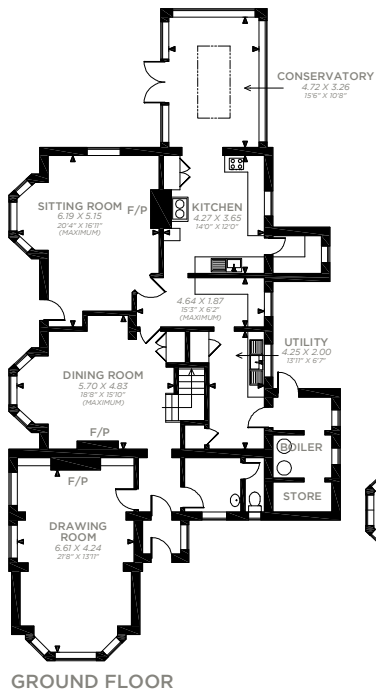 CONSERVATORY
4.72 X 3.26
15'6" X 10'8"
SITTING ROOM
6.19 X 5.15
20'4" X 16'11"
(MAXIMUM)
F/P
KITCHEN
4.27 X 3.65
14'0" X 12'0"
4.64 X 1.87
15'3" X 6'2"
(MAXIMUM)
UTILITY
4.25 X 2.00
13'11" X 6'7"
DINING ROOM
5.70 X 4.83
18'8" X 15'10"
(MAXIMUM)
F/P
BOILER
F/P
STORE
DRAWING
ROOM
6.61 X 4.24
21'8" X 13'11"
GROUND FLOOR